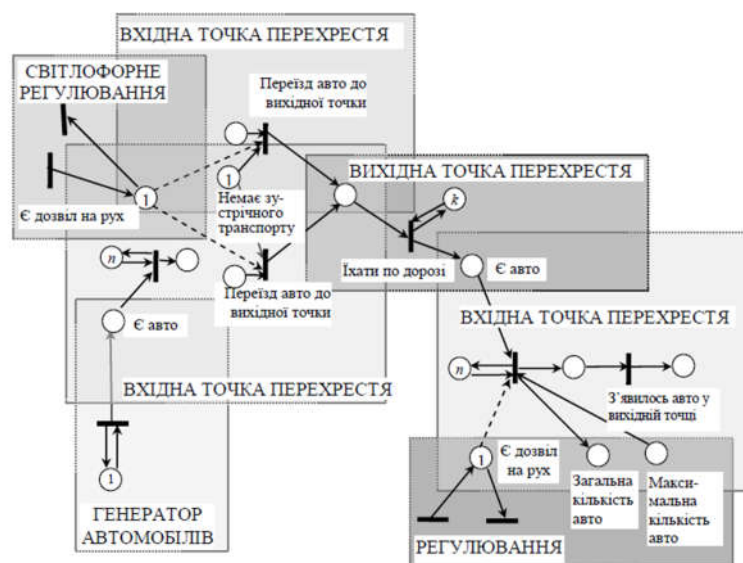 ВХІДНА ТОЧКА ПЕРЕХРЕСТЯ
СВІТЛОФОРНЕ
РЕГУЛЮВАННЯ
Переїзд авто до
вихідної точки
ВИХІДНА ТОЧКА ПЕРЕХРЕСТЯ
Є дозвіл на рух
1
1
Немає зу-
стрічного
транспорту
k
Їхати по дорозі
Є авто
n
Переїзд авто до
вихідної точки
Є авто
ВХІДНА ТОЧКА ПЕРЕХРЕСТЯ
ВХІДНА ТОЧКА ПЕРЕХРЕСТЯ
n
З'явилось авто у
вихідній точці
1
Є дозвіл
на рух
Загальна
кількість
авто
Макси-
мальна
кількість
авто
1
ГЕНЕРАТОР
АВТОМОБІЛІВ
РЕГУЛЮВАННЯ